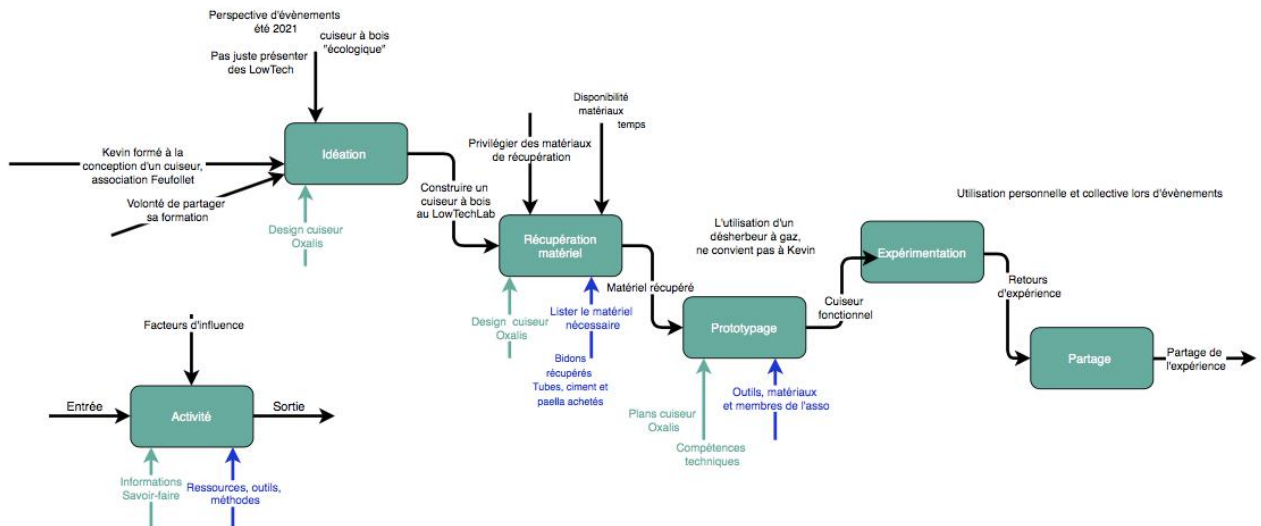 Perspective d'évènements
été 2021
cuiseur à bois
"écologique"
Pas juste présenter
des LowTech
Idéation
Kevin formé à la
conception d'un cuiseur,
association Feufollet
Volonté de partager
sa formation
Design cuiseur
Oxalis
Construire un
cuiseur à bois
au LowTechLab
Privilégier des matériaux
de récupération
Disponibilité
matériaux
temps
Récupération
matériel
Design cuiseur
Oxalis
Lister le matériel
nécessaire
Bidons
récupérés
Tubes, ciment et
paella achetés
Matériel récupéré
L'utilisation d'un
désherbeur à gaz,
ne convient pas à Kevin
Prototypage
Plans cuiseur
Oxalis
Compétences
techniques
Outils, matériaux
et membres de l'asso
Cuiseur
fonctionnel
Utilisation personnelle et collective lors d'évènements
Expérimentation
Retours
d'expérience
Partage
Partage de
l'expérience
Facteurs d'influence
Entrée
Activité
Sortie
Informations
Savoir-faire
Ressources, outils,
méthodes